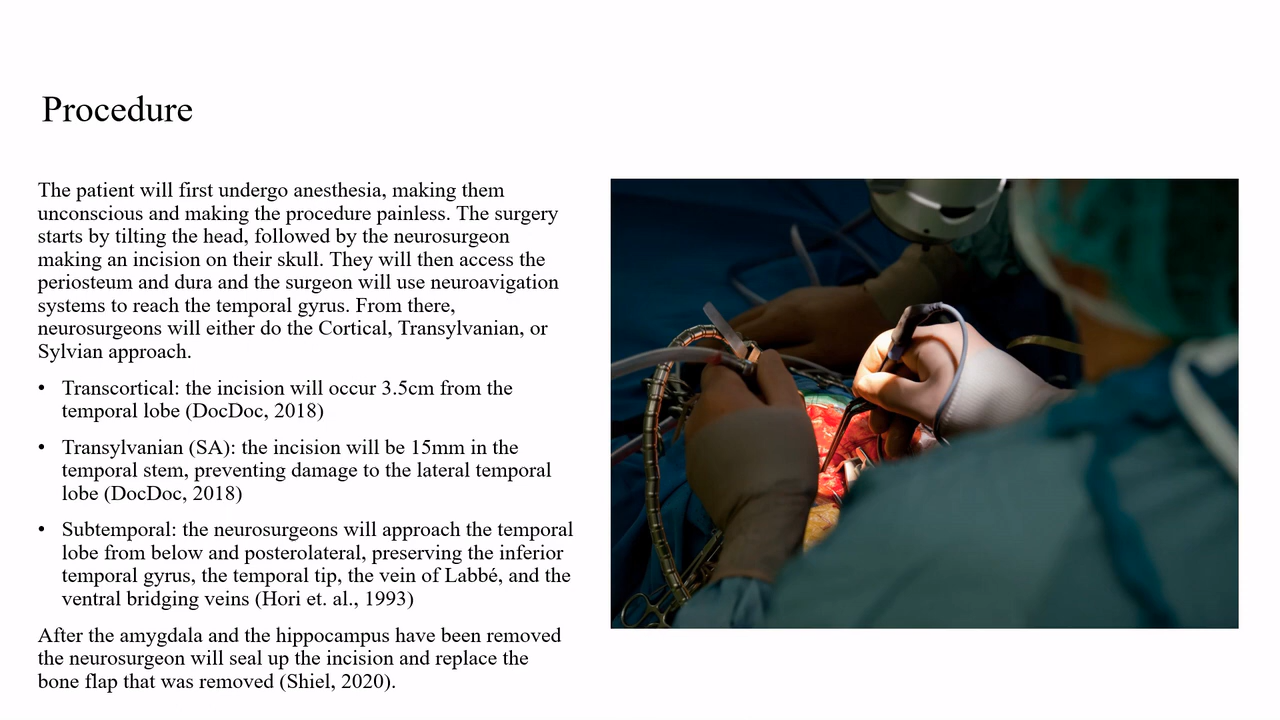 Procedure
The patient will first undergo anesthesia, making them
unconscious and making the procedure painless. The surgery
starts by tilting the head, followed by the neurosurgeon
making an incision on their skull. They will then access the
periosteum and dura and the surgeon will use neuroavigation
systems to reach the temporal gyrus. From there,
neurosurgeons will either do the Cortical, Transylvanian, or
Sylvian approach.
• Transcortical: the incision will occur 3.5cm from the
temporal lobe (DocDoc, 2018)
• Transylvanian (SA): the incision will be 15mm in the
temporal stem, preventing damage to the lateral temporal
lobe (DocDoc, 2018)
• Subtemporal: the neurosurgeons will approach the temporal
lobe from below and posterolateral, preserving the inferior
temporal gyrus, the temporal tip, the vein of Labbé, and the
ventral bridging veins (Hori et. al., 1993)
After the amygdala and the hippocampus have been removed
the neurosurgeon will seal up the incision and replace the
bone flap that was removed (Shiel, 2020).